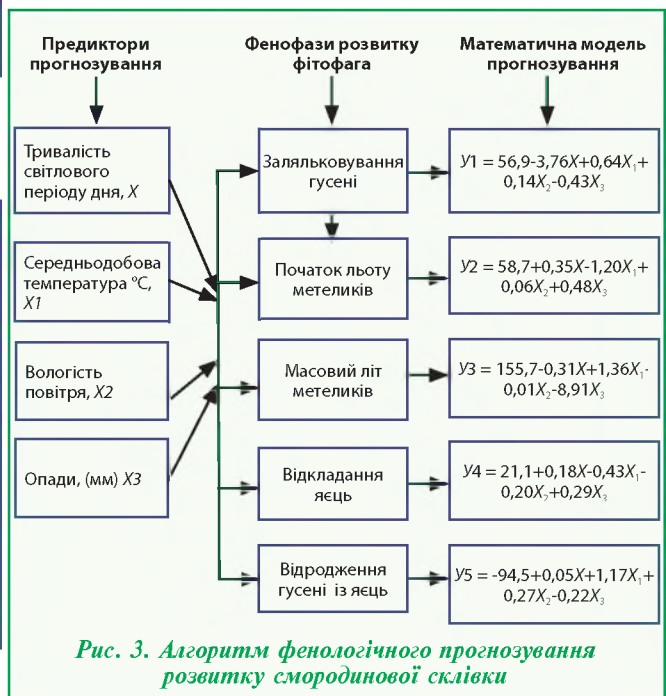 Предиктори
прогнозування
Фенофази розвитку
фітофага
Математична модель
прогнозування
Тривалість
світлового
періоду дня, X
Середньодобова
температура °С,
X1
Вологість
повітря, X2
Опади, (мм) X3
Заляльковування
гусені
Початок льоту
метеликів
Масовий літ
метеликів
Відкладання
яєць
Відродження
гусені із яєць
У1 = 56,9-3,76X+0,64X₁+
0,14X₂-0,43X₃
У2 = 58,7+0,35X-1,20X₁+
0,06X₂+0,48X₃
У3 = 155,7-0,31X+1,36X₁-
0,01X₂-8,91X₃
У4 = 21,1+0,18X-0,43X₁-
0,20X₂+0,29X₃
У5 = -94,5+0,05X+1,17X₁+
0,27X₂-0,22X₃
Рис. 3. Алгоритм фенологічного прогнозування
розвитку смородинової склівки